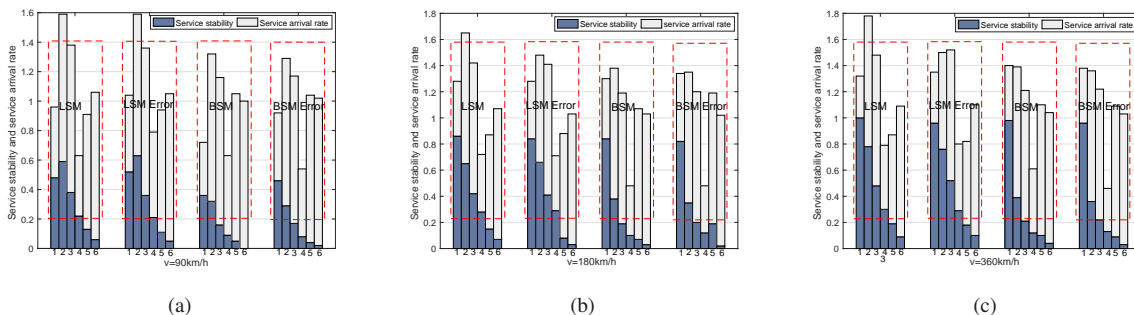 Service stability
Service arrival rate
Service stability and service arrival rate
1.6
1.4
1.2
1
0.8
0.6
0.4
0.2
0
LSM
LSM Error
BSM
BSM Error
1 2 3 4 5 6
1 2 3 4 5 6
1 2 3 4 5 6
1 2 3 4 5 6
v=90km/h
(a)
Service stability
service arrival rate
Service stability and service arrival rate
1.8
1.6
1.4
1.2
1
0.8
0.6
0.4
0.2
0
LSM
LSM Error
BSM
BSM Error
1 2 3 4 5 6
1 2 3 4 5 6
1 2 3 4 5 6
1 2 3 4 5 6
v=180km/h
(b)
Service stability
Service arrival rate
Service stability and service arrival rate
1.8
1.6
1.4
1.2
1
0.8
0.6
0.4
0.2
0
LSM
LSM Error
BSM
BSM Error
1 2 3 4 5 6
3
1 2 3 4 5 6
1 2 3 4 5 6
1 2 3 4 5 6
v=360km/h
(c)